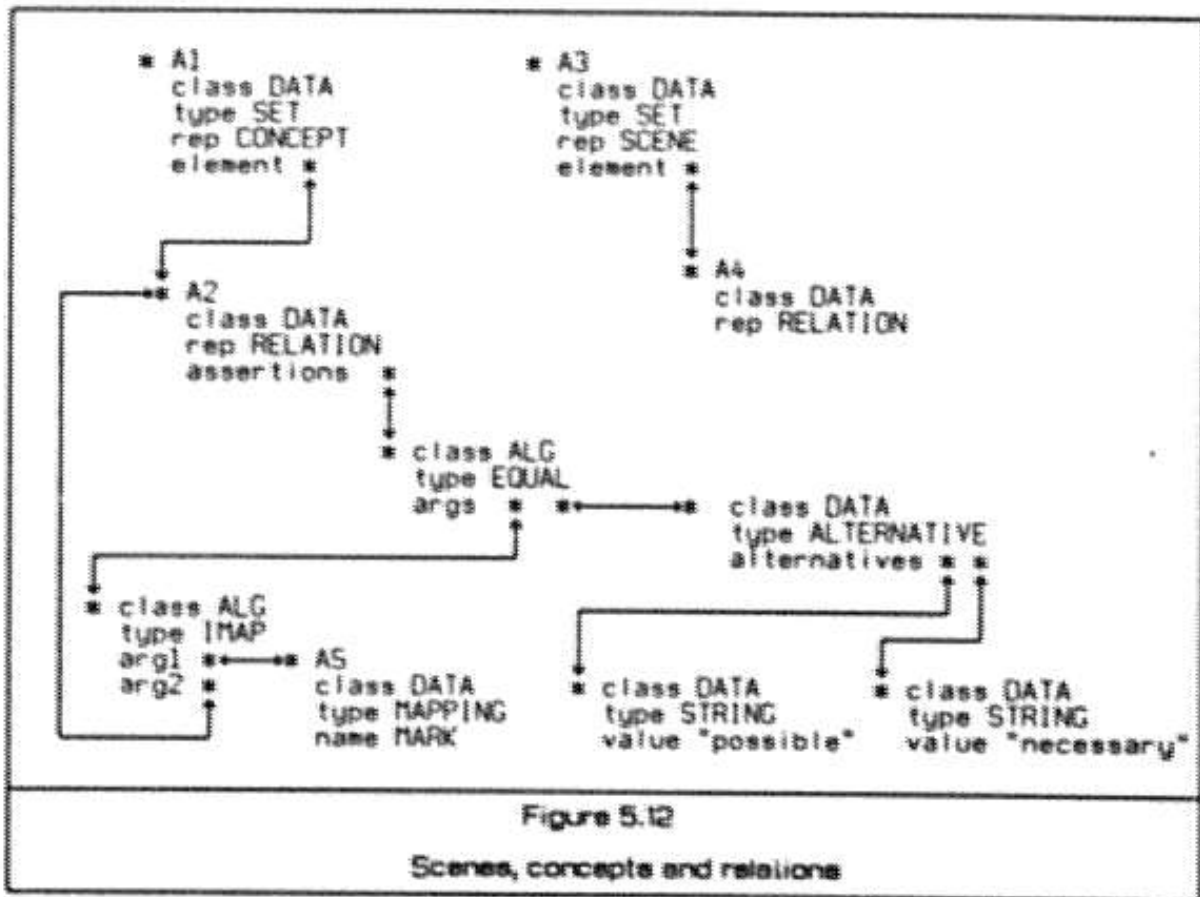 * A1
class DATA
type SET
rep CONCEPT
element *
* A3
class DATA
type SET
rep SCENE
element *
* A2
class DATA
rep RELATION
assertions *
* A4
class DATA
rep RELATION
* class ALG
type EQUAL
args * *
* class DATA
type ALTERNATIVE
alternatives * *
* class ALG
type IMAP
arg1 *
arg2 *
* A5
class DATA
type MAPPING
name MARK
* class DATA
type STRING
value "possible"
* class DATA
type STRING
value "necessary"
Figure 5.12
Scenes, concepts and relations